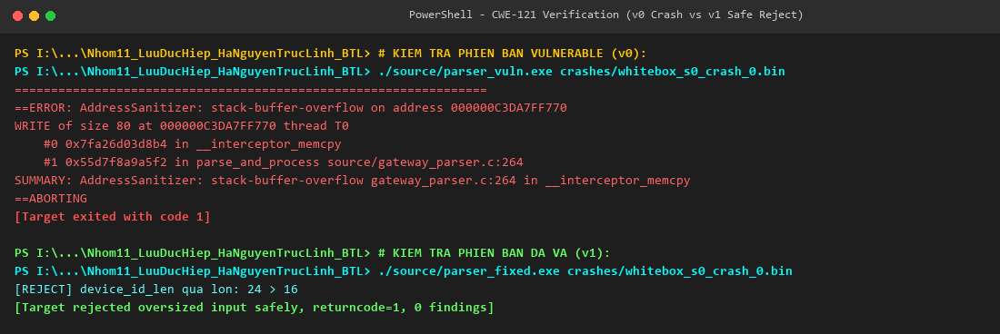 PowerShell - CWE-121 Verification (v0 Crash vs v1 Safe Reject)
PS I:\...\Nhom11_LuuDucHiep_HaNguyenTrucLinh_BTL> # KIEM TRA PHIEN BAN VULNERABLE (v0):
PS I:\...\Nhom11_LuuDucHiep_HaNguyenTrucLinh_BTL> ./source/parser_vuln.exe crashes/whitebox_s0_crash_0.bin
=================================================================
==ERROR: AddressSanitizer: stack-buffer-overflow on address 000000C3DA7FF770
WRITE of size 80 at 000000C3DA7FF770 thread T0
    #0 0x7fa26d03d8b4 in __interceptor_memcpy
    #1 0x55d7f8a9a5f2 in parse_and_process source/gateway_parser.c:264
SUMMARY: AddressSanitizer: stack-buffer-overflow gateway_parser.c:264 in __interceptor_memcpy
==ABORTING
[Target exited with code 1]
PS I:\...\Nhom11_LuuDucHiep_HaNguyenTrucLinh_BTL> # KIEM TRA PHIEN BAN DA VA (v1):
PS I:\...\Nhom11_LuuDucHiep_HaNguyenTrucLinh_BTL> ./source/parser_fixed.exe crashes/whitebox_s0_crash_0.bin
[REJECT] device_id_len qua lon: 24 > 16
[Target rejected oversized input safely, returncode=1, 0 findings]